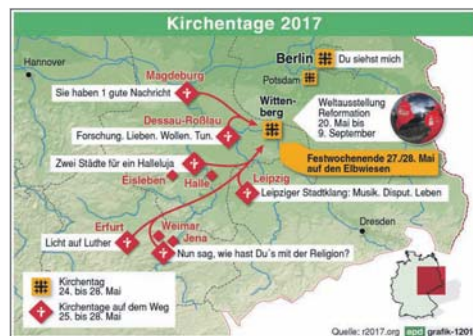 Kirchentage 2017
Berlin
Du siehst mich
Hannover
Potsdam
Magdeburg
Sie haben 1 gute Nachricht
Witten-
berg
Weltausstellung
Reformation
20. Mai bis
9. September
Dessau-Roßlau
Forschung. Lieben. Wollen. Tun.
Festwochenende 27./28. Mai
auf den Elbwiesen
Zwei Städte für ein Halleluja
Eisleben
Halle
Leipzig
Leipziger Stadtklang: Musik. Disput. Leben
Erfurt
Weimar
Jena
Dresden
Licht auf Luther
Nun sag, wie hast Du´s mit der Religion?
Kirchentag
24. bis 28. Mai
Kirchentage auf dem Weg
25. bis 28. Mai
Quelle: r2017.org epd grafik-1201